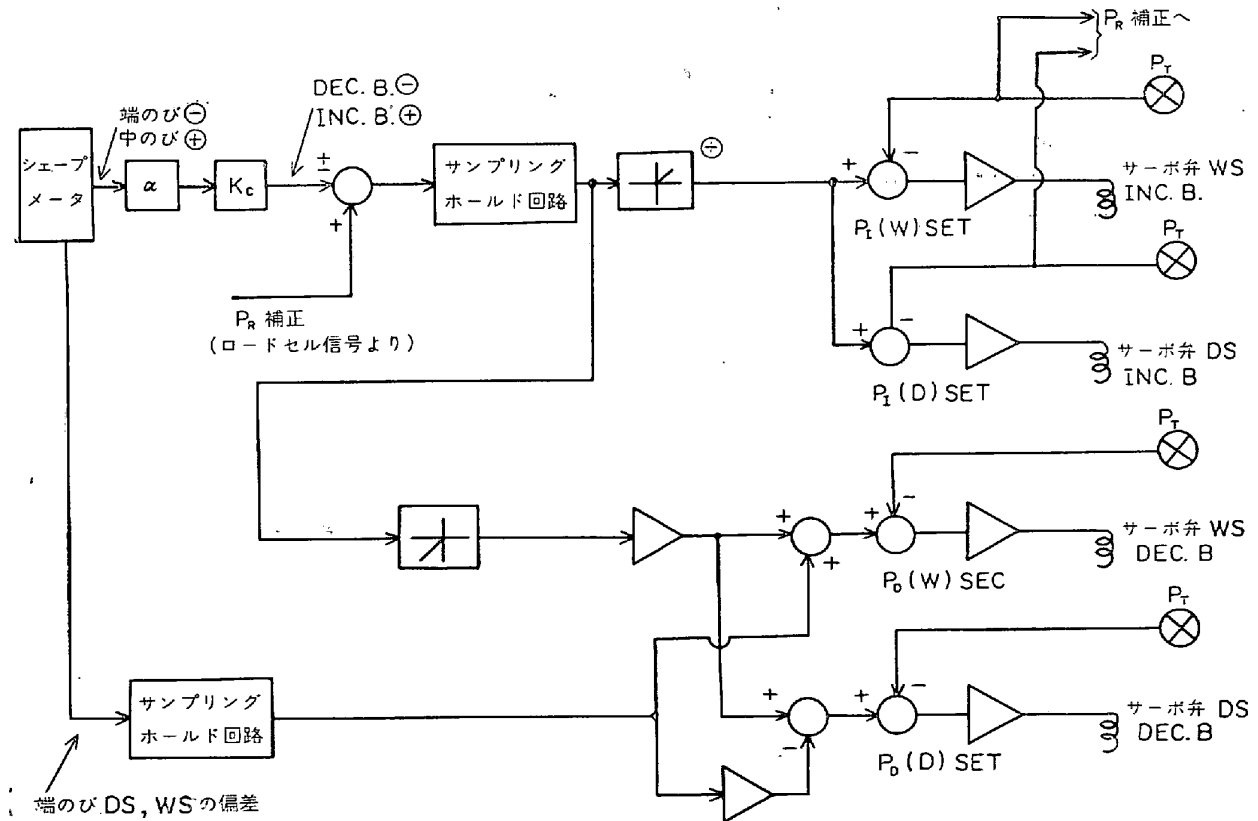 P_R 補正へ
P_T
DEC. B. ⊖
INC. B. ⊕
端のび ⊖
中のび ⊕
シェープ
メータ
α
K_C
±
+
サンプリング
ホールド回路
⊕
+
-
サーボ弁 WS
INC. B.
P_I (W) SET
P_T
P_R 補正
(ロードセル信号より)
+
-
サーボ弁 DS
INC. B
P_I (D) SET
P_T
+
+
+
-
サーボ弁 WS
DEC. B
P_D (W) SEC
P_T
サンプリング
ホールド回路
+
-
+
-
サーボ弁 DS
DEC. B
P_D (D) SET
端のび DS, WS の偏差